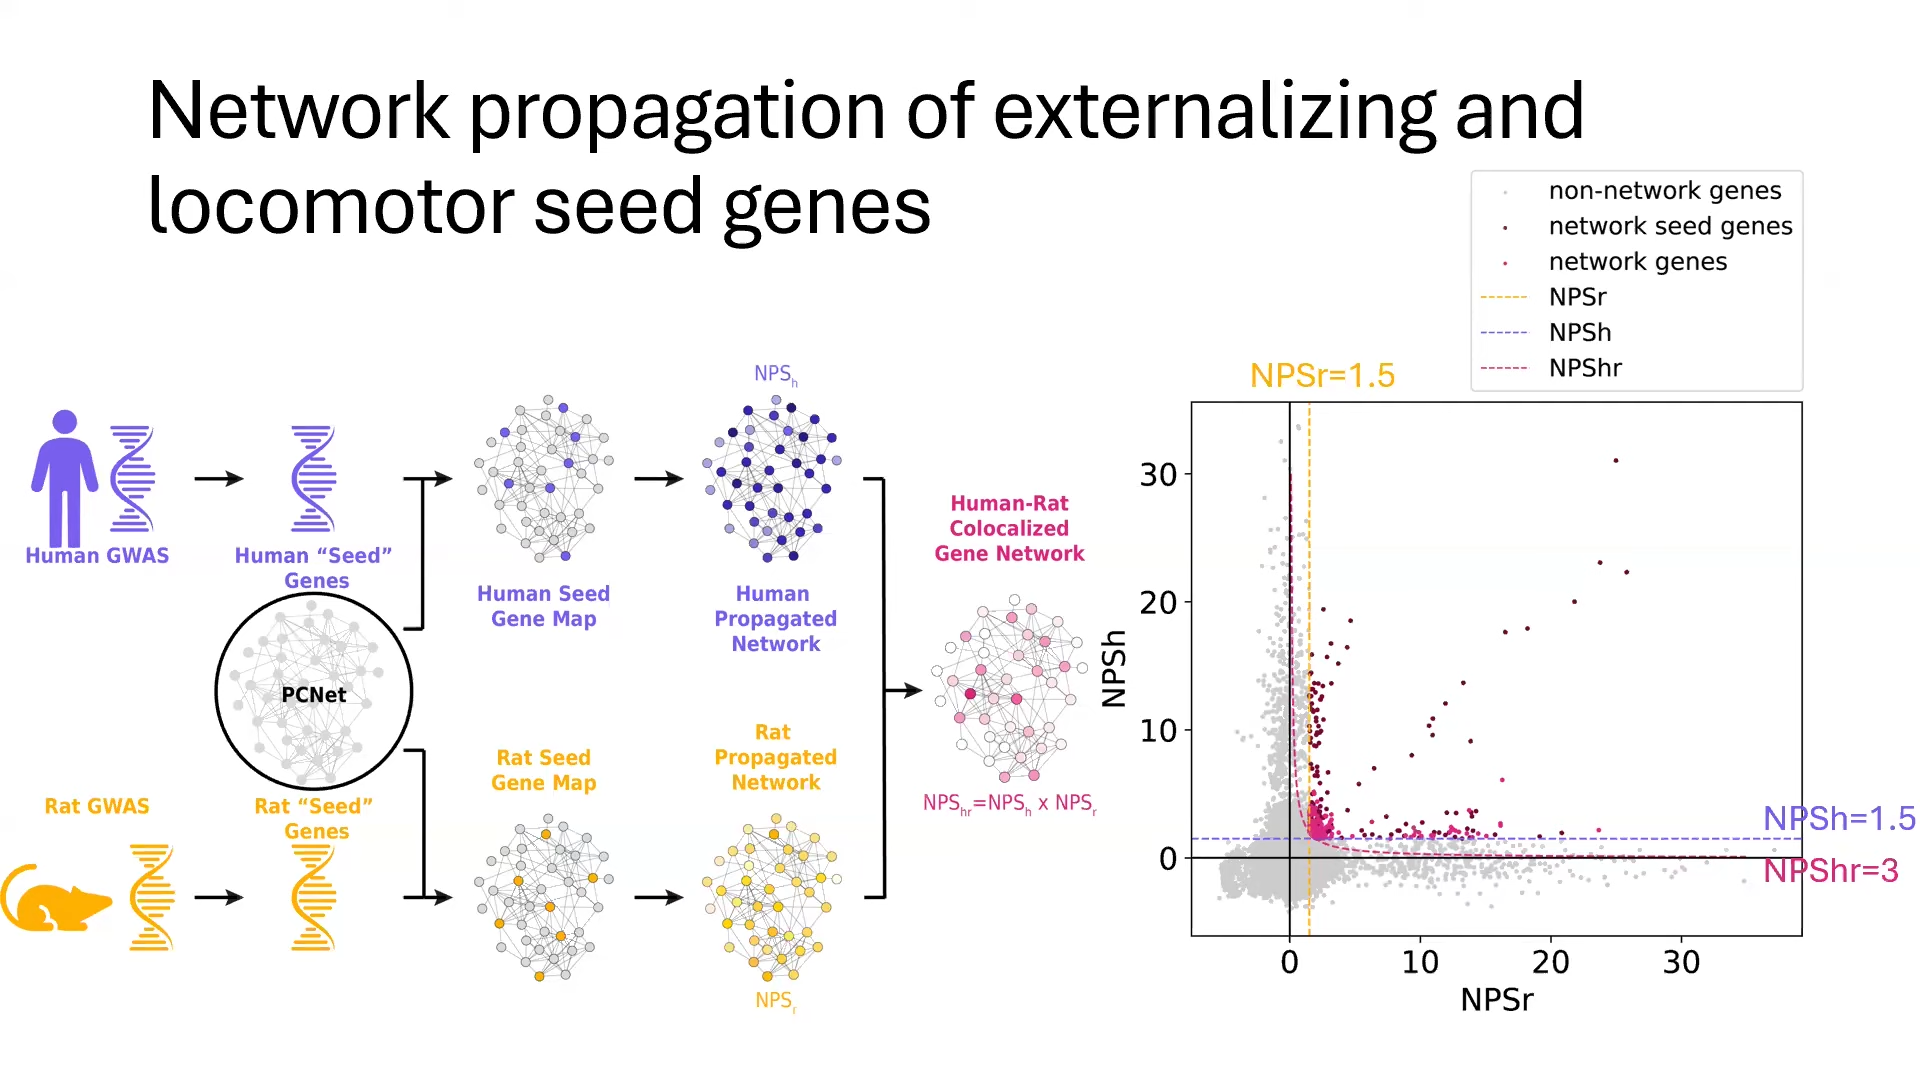 Network propagation of externalizing and
locomotor seed genes
non-network genes
network seed genes
network genes
NPSr
NPSh
NPShr
NPSh
Human GWAS
Human “Seed”
Genes
Human Seed
Gene Map
Human
Propagated
Network
Human-Rat
Colocalized
Gene Network
PCNet
Rat GWAS
Rat “Seed”
Genes
Rat Seed
Gene Map
Rat
Propagated
Network
NPShr=NPSh x NPSr
NPSr
NPSr=1.5
NPSh=1.5
NPShr=3
NPSh
30
20
10
0
0
10
20
30
NPSr